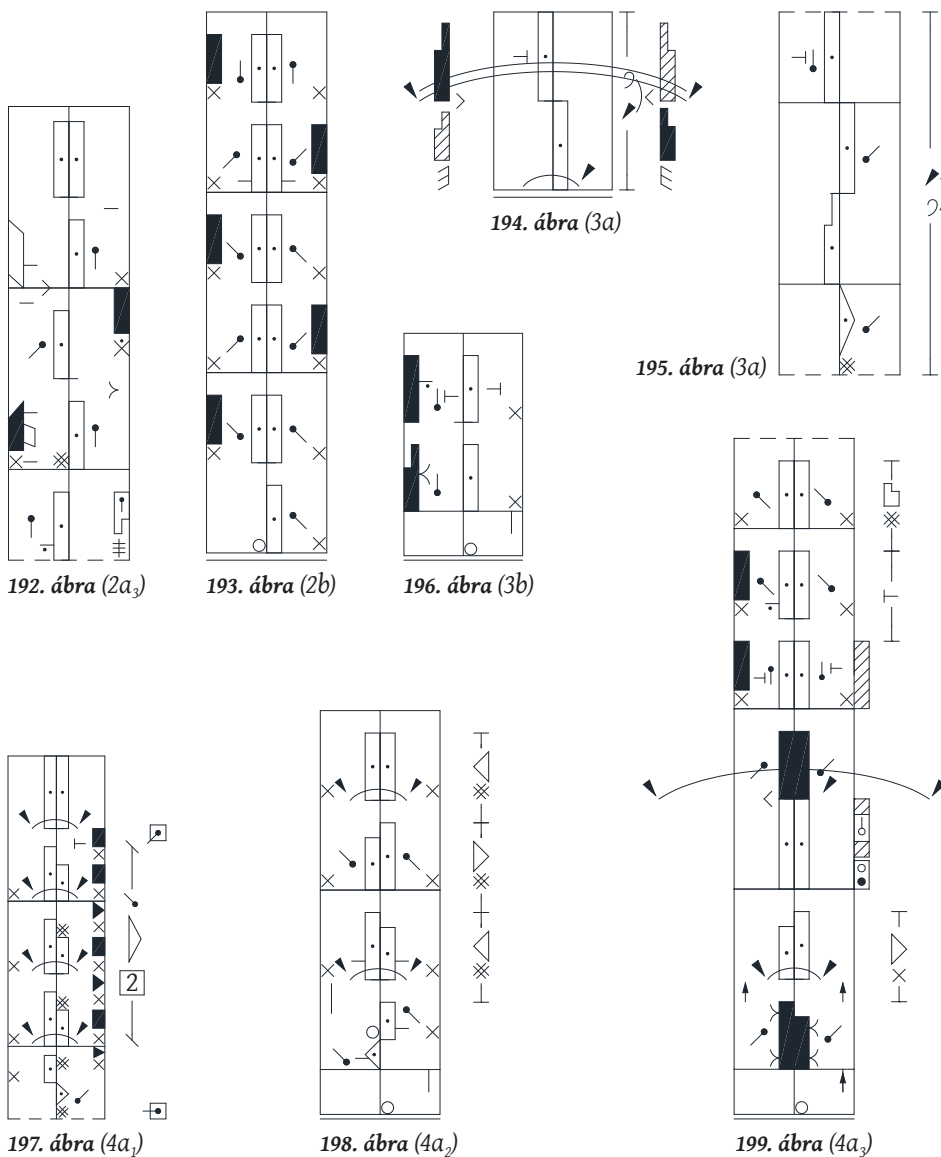 194. ábra (3a)
195. ábra (3a)
192. ábra (2a₃)
193. ábra (2b)
196. ábra (3b)
2
197. ábra (4a₁)
198. ábra (4a₂)
199. ábra (4a₃)